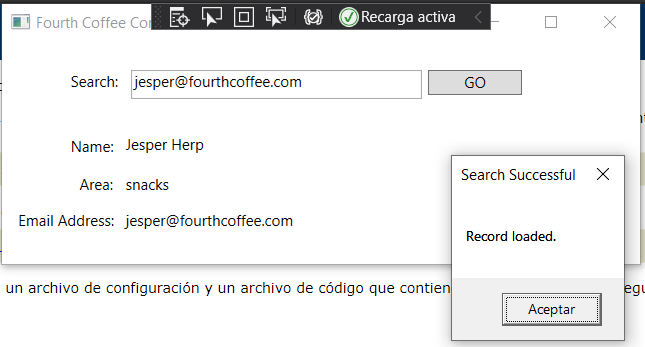 Fourth Coffee Con
Recarga activa
Search: jesper@fourthcoffee.com GO
Name: Jesper Herp
Area: snacks
Email Address: jesper@fourthcoffee.com
Search Successful
Record loaded.
Aceptar
un archivo de configuración y un archivo de código que contien